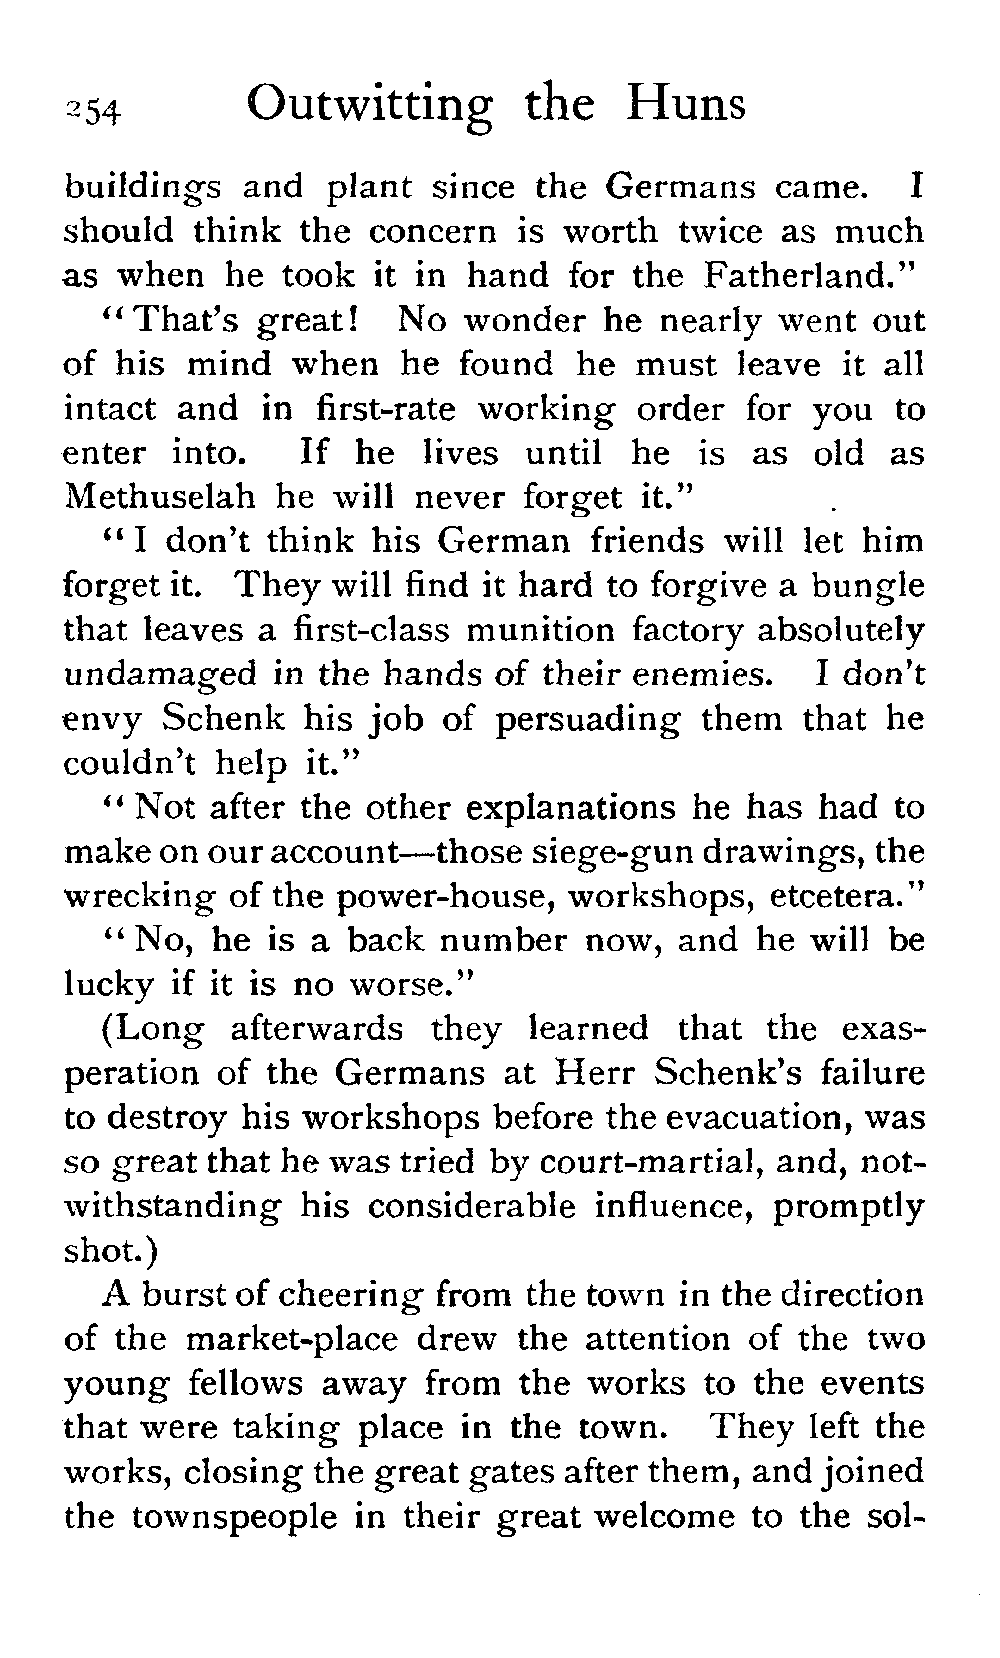 254 Outwitting the Huns
buildings and plant since the Germans came. I
should think the concern is worth twice as much
as when he took it in hand for the Fatherland."
"That's great! No wonder he nearly went out
of his mind when he found he must leave it all
intact and in first-rate working order for you to
enter into. If he lives until he is as old as
Methuselah he will never forget it."
"I don't think his German friends will let him
forget it. They will find it hard to forgive a bungle
that leaves a first-class munition factory absolutely
undamaged in the hands of their enemies. I don't
envy Schenk his job of persuading them that he
couldn't help it."
"Not after the other explanations he has had to
make on our account—those siege-gun drawings, the
wrecking of the power-house, workshops, etcetera."
"No, he is a back number now, and he will be
lucky if it is no worse."
(Long afterwards they learned that the exas-
peration of the Germans at Herr Schenk's failure
to destroy his workshops before the evacuation, was
so great that he was tried by court-martial, and, not-
withstanding his considerable influence, promptly
shot.)
A burst of cheering from the town in the direction
of the market-place drew the attention of the two
young fellows away from the works to the events
that were taking place in the town. They left the
works, closing the great gates after them, and joined
the townspeople in their great welcome to the sol-